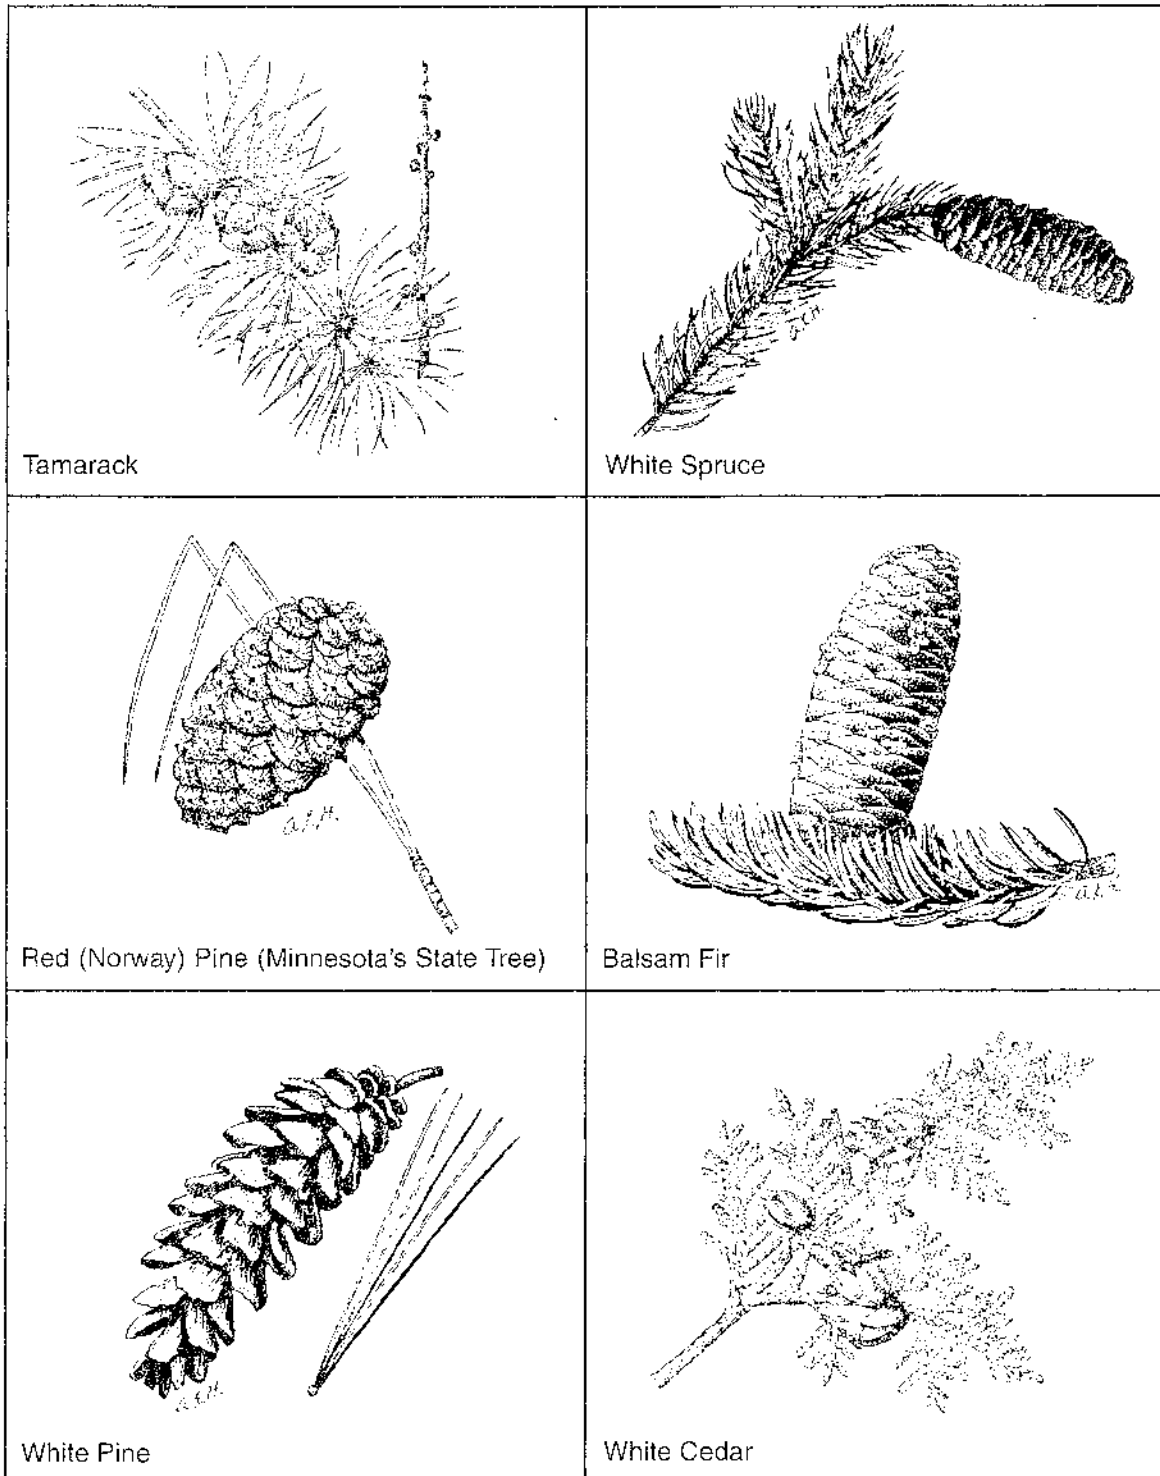 Tamarack
White Spruce
Red (Norway) Pine (Minnesota's State Tree)
Balsam Fir
White Pine
White Cedar
a.E.H.